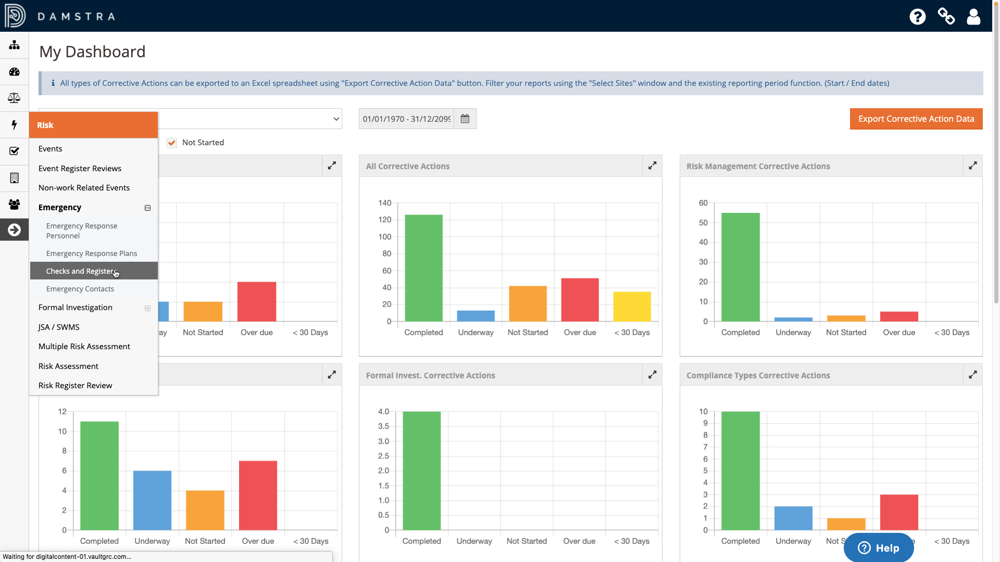 DAMSTRA
My Dashboard
All types of Corrective Actions can be exported to an Excel spreadsheet using "Export Corrective Action Data" button. Filter your reports using the "Select Sites" window and the existing reporting period function. (Start / End dates)
01/01/1970 - 31/12/2099
Export Corrective Action Data
Not Started
Risk
Events
Event Register Reviews
Non-work Related Events
Emergency
Emergency Response
Personnel
Emergency Response Plans
Checks and Registers
Emergency Contacts
Formal Investigation
JSA / SWMS
Multiple Risk Assessment
Risk Assessment
Risk Register Review
ay
Not Started
Over due
< 30 Days
All Corrective Actions
140
120
100
80
60
40
20
0
Completed
Underway
Not Started
Over due
< 30 Days
Risk Management Corrective Actions
60
50
40
30
20
10
0
Completed
Underway
Not Started
Over due
< 30 Days
12
10
8
6
4
2
0
Completed
Underway
Not Started
Over due
< 30 Days
Formal Invest. Corrective Actions
4.0
3.5
3.0
2.5
2.0
1.5
1.0
0.5
0
Completed
Underway
Not Started
Over due
< 30 Days
Compliance Types Corrective Actions
10
9
8
7
6
5
4
3
2
1
0
Completed
Underway
Not S
e
< 30 Days
Help
Waiting for digitalcontent-01.vaultgrc.com...